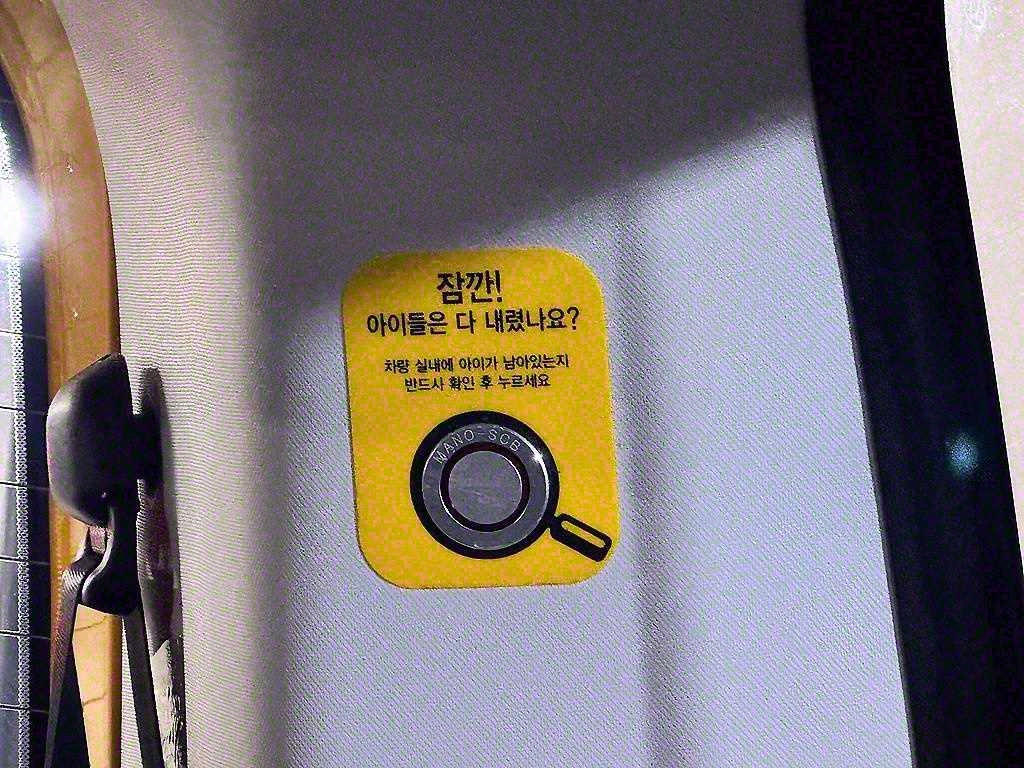 잠깐!
아이들은 다 내렸나요?
차량 실내에 아이가 남아있는지
반드사 확인 후 누르세요
MANO-SCB